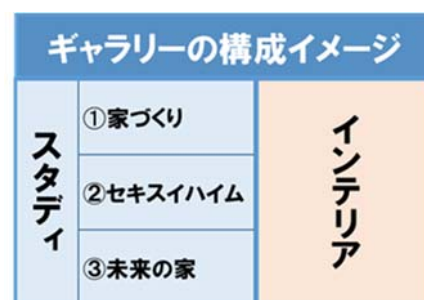 ギャラリーの構成イメージ
スタディ
①家づくり
②セキスイハイム
③未来の家
インテリア